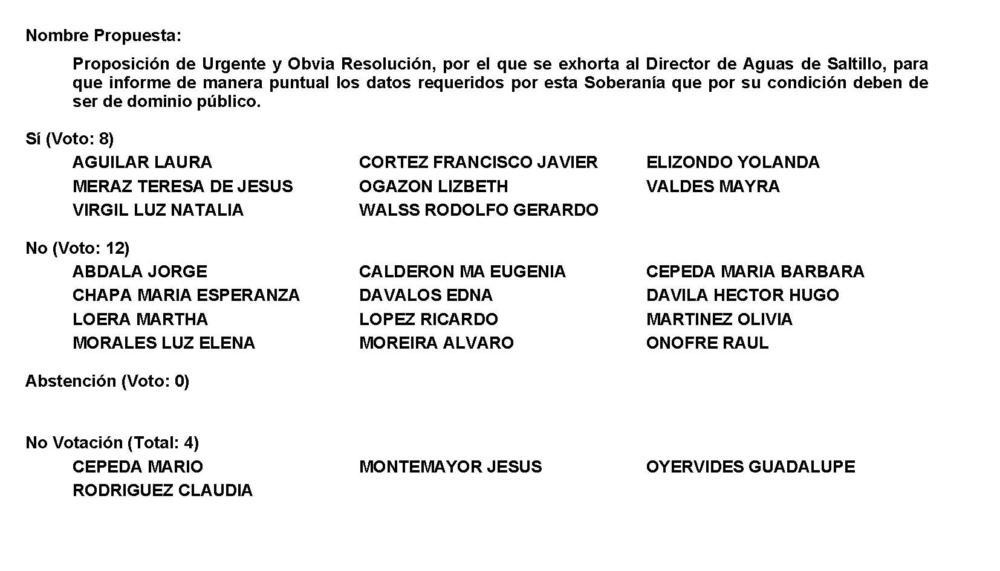 Nombre Propuesta:
Proposición de Urgente y Obvia Resolución, por el que se exhorta al Director de Aguas de Saltillo, para
que informe de manera puntual los datos requeridos por esta Soberanía que por su condición deben de
ser de dominio público.
Sí (Voto: 8)
AGUILAR LAURA CORTEZ FRANCISCO JAVIER ELIZONDO YOLANDA
MERAZ TERESA DE JESUS OGAZON LIZBETH VALDES MAYRA
VIRGIL LUZ NATALIA WALSS RODOLFO GERARDO
No (Voto: 12)
ABDALA JORGE CALDERON MA EUGENIA CEPEDA MARIA BARBARA
CHAPA MARIA ESPERANZA DAVALOS EDNA DAVILA HECTOR HUGO
LOERA MARTHA LOPEZ RICARDO MARTINEZ OLIVIA
MORALES LUZ ELENA MOREIRA ALVARO ONOFRE RAUL
Abstención (Voto: 0)
No Votación (Total: 4)
CEPEDA MARIO MONTEMAYOR JESUS OYERVIDES GUADALUPE
RODRIGUEZ CLAUDIA